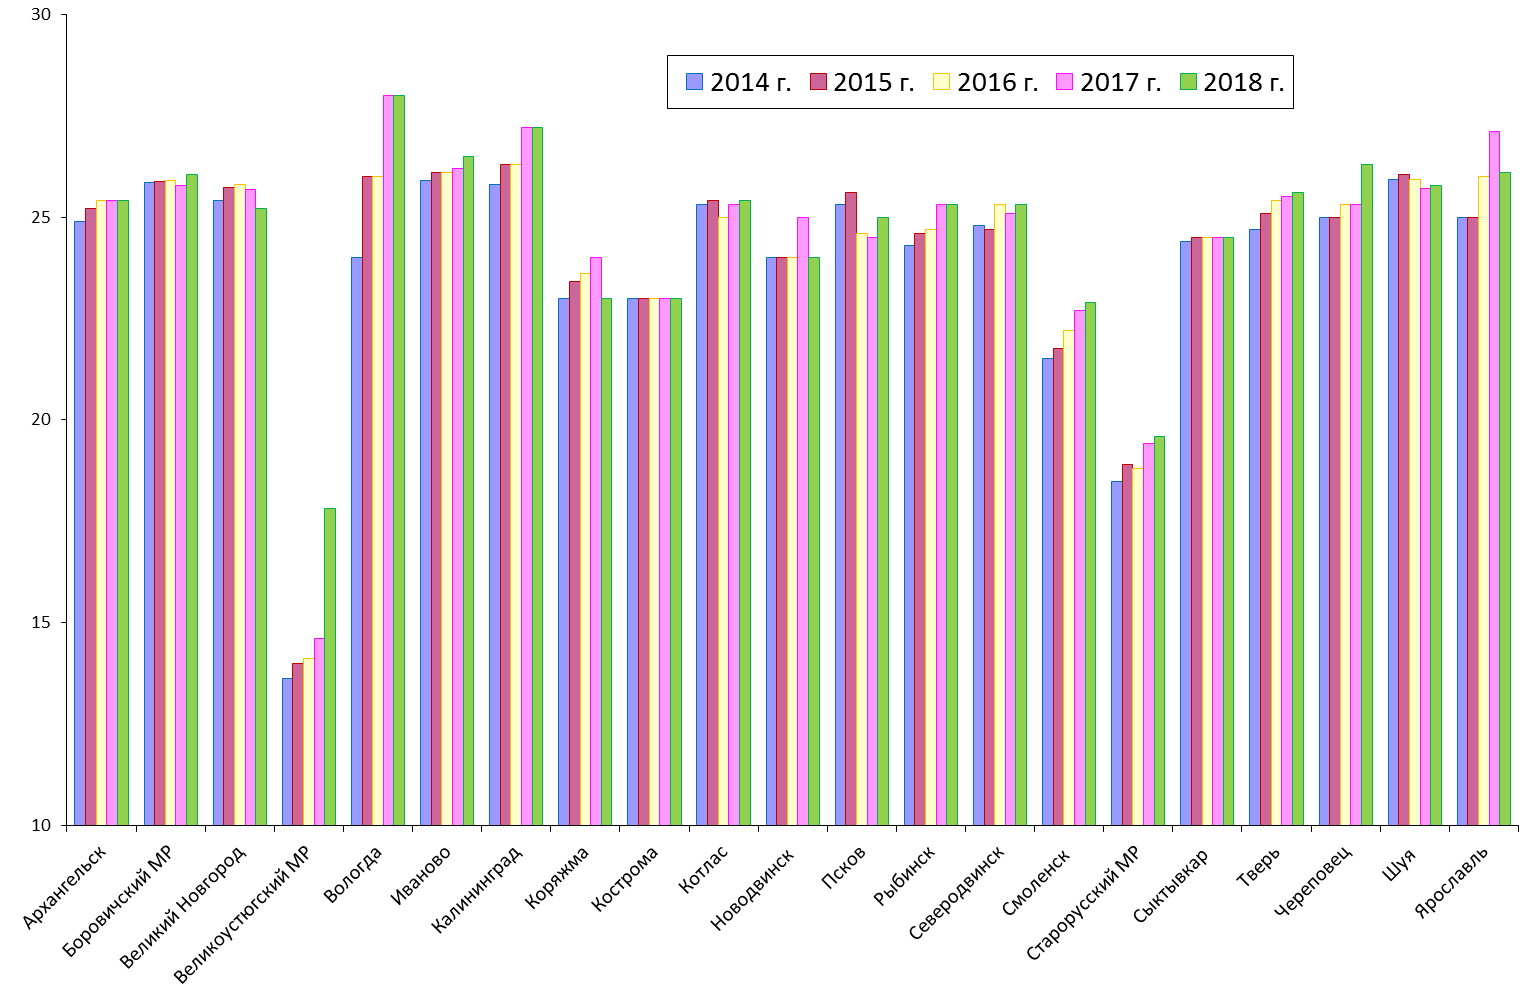 30
2014 г. 2015 г. 2016 г. 2017 г. 2018 г.
25
20
15
10
Архангельск
Боровичский МР
Великий Новгород
Великоустюгский МР
Вологда
Иваново
Калининград
Коряжма
Кострома
Котлас
Новодвинск
Псков
Рыбинск
Северодвинск
Смоленск
Старорусский МР
Сыктывкар
Тверь
Череповец
Шуя
Ярославль